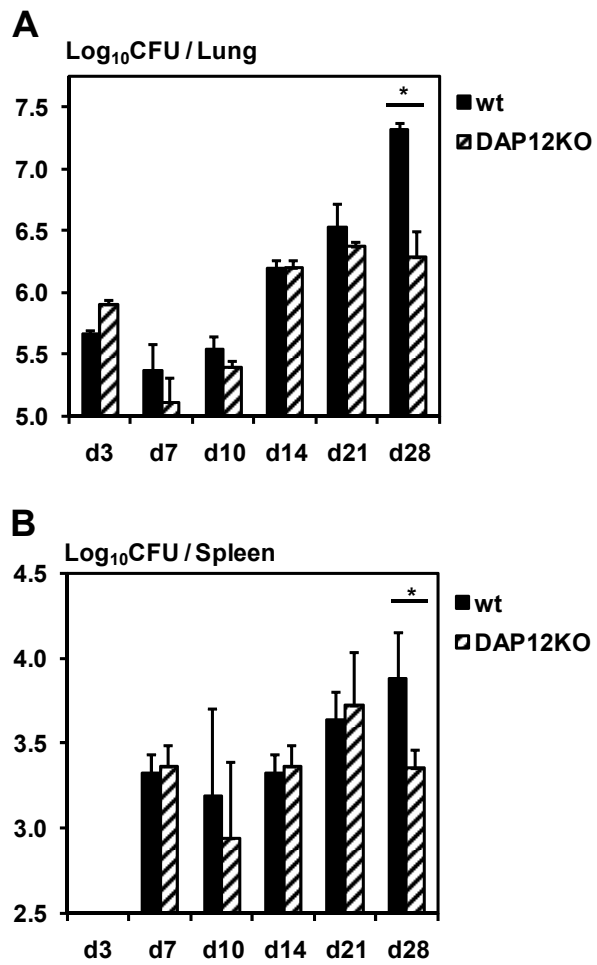 A
Log₁₀CFU / Lung
7.5
7.0
6.5
6.0
5.5
5.0
*
wt
DAP12KO
d3 d7 d10 d14 d21 d28
B
Log₁₀CFU / Spleen
4.5
4.0
3.5
3.0
2.5
*
wt
DAP12KO
d3 d7 d10 d14 d21 d28